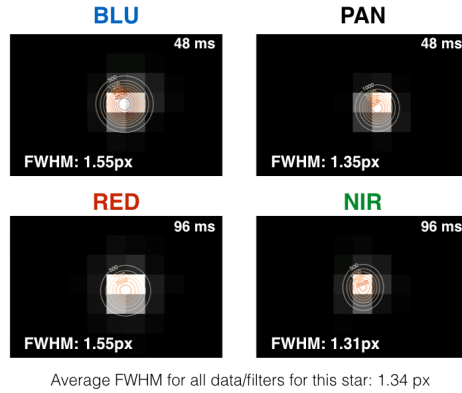 BLU
PAN
48 ms
48 ms
FWHM: 1.55px
FWHM: 1.35px
RED
NIR
96 ms
96 ms
FWHM: 1.55px
FWHM: 1.31px
Average FWHM for all data/filters for this star: 1.34 px